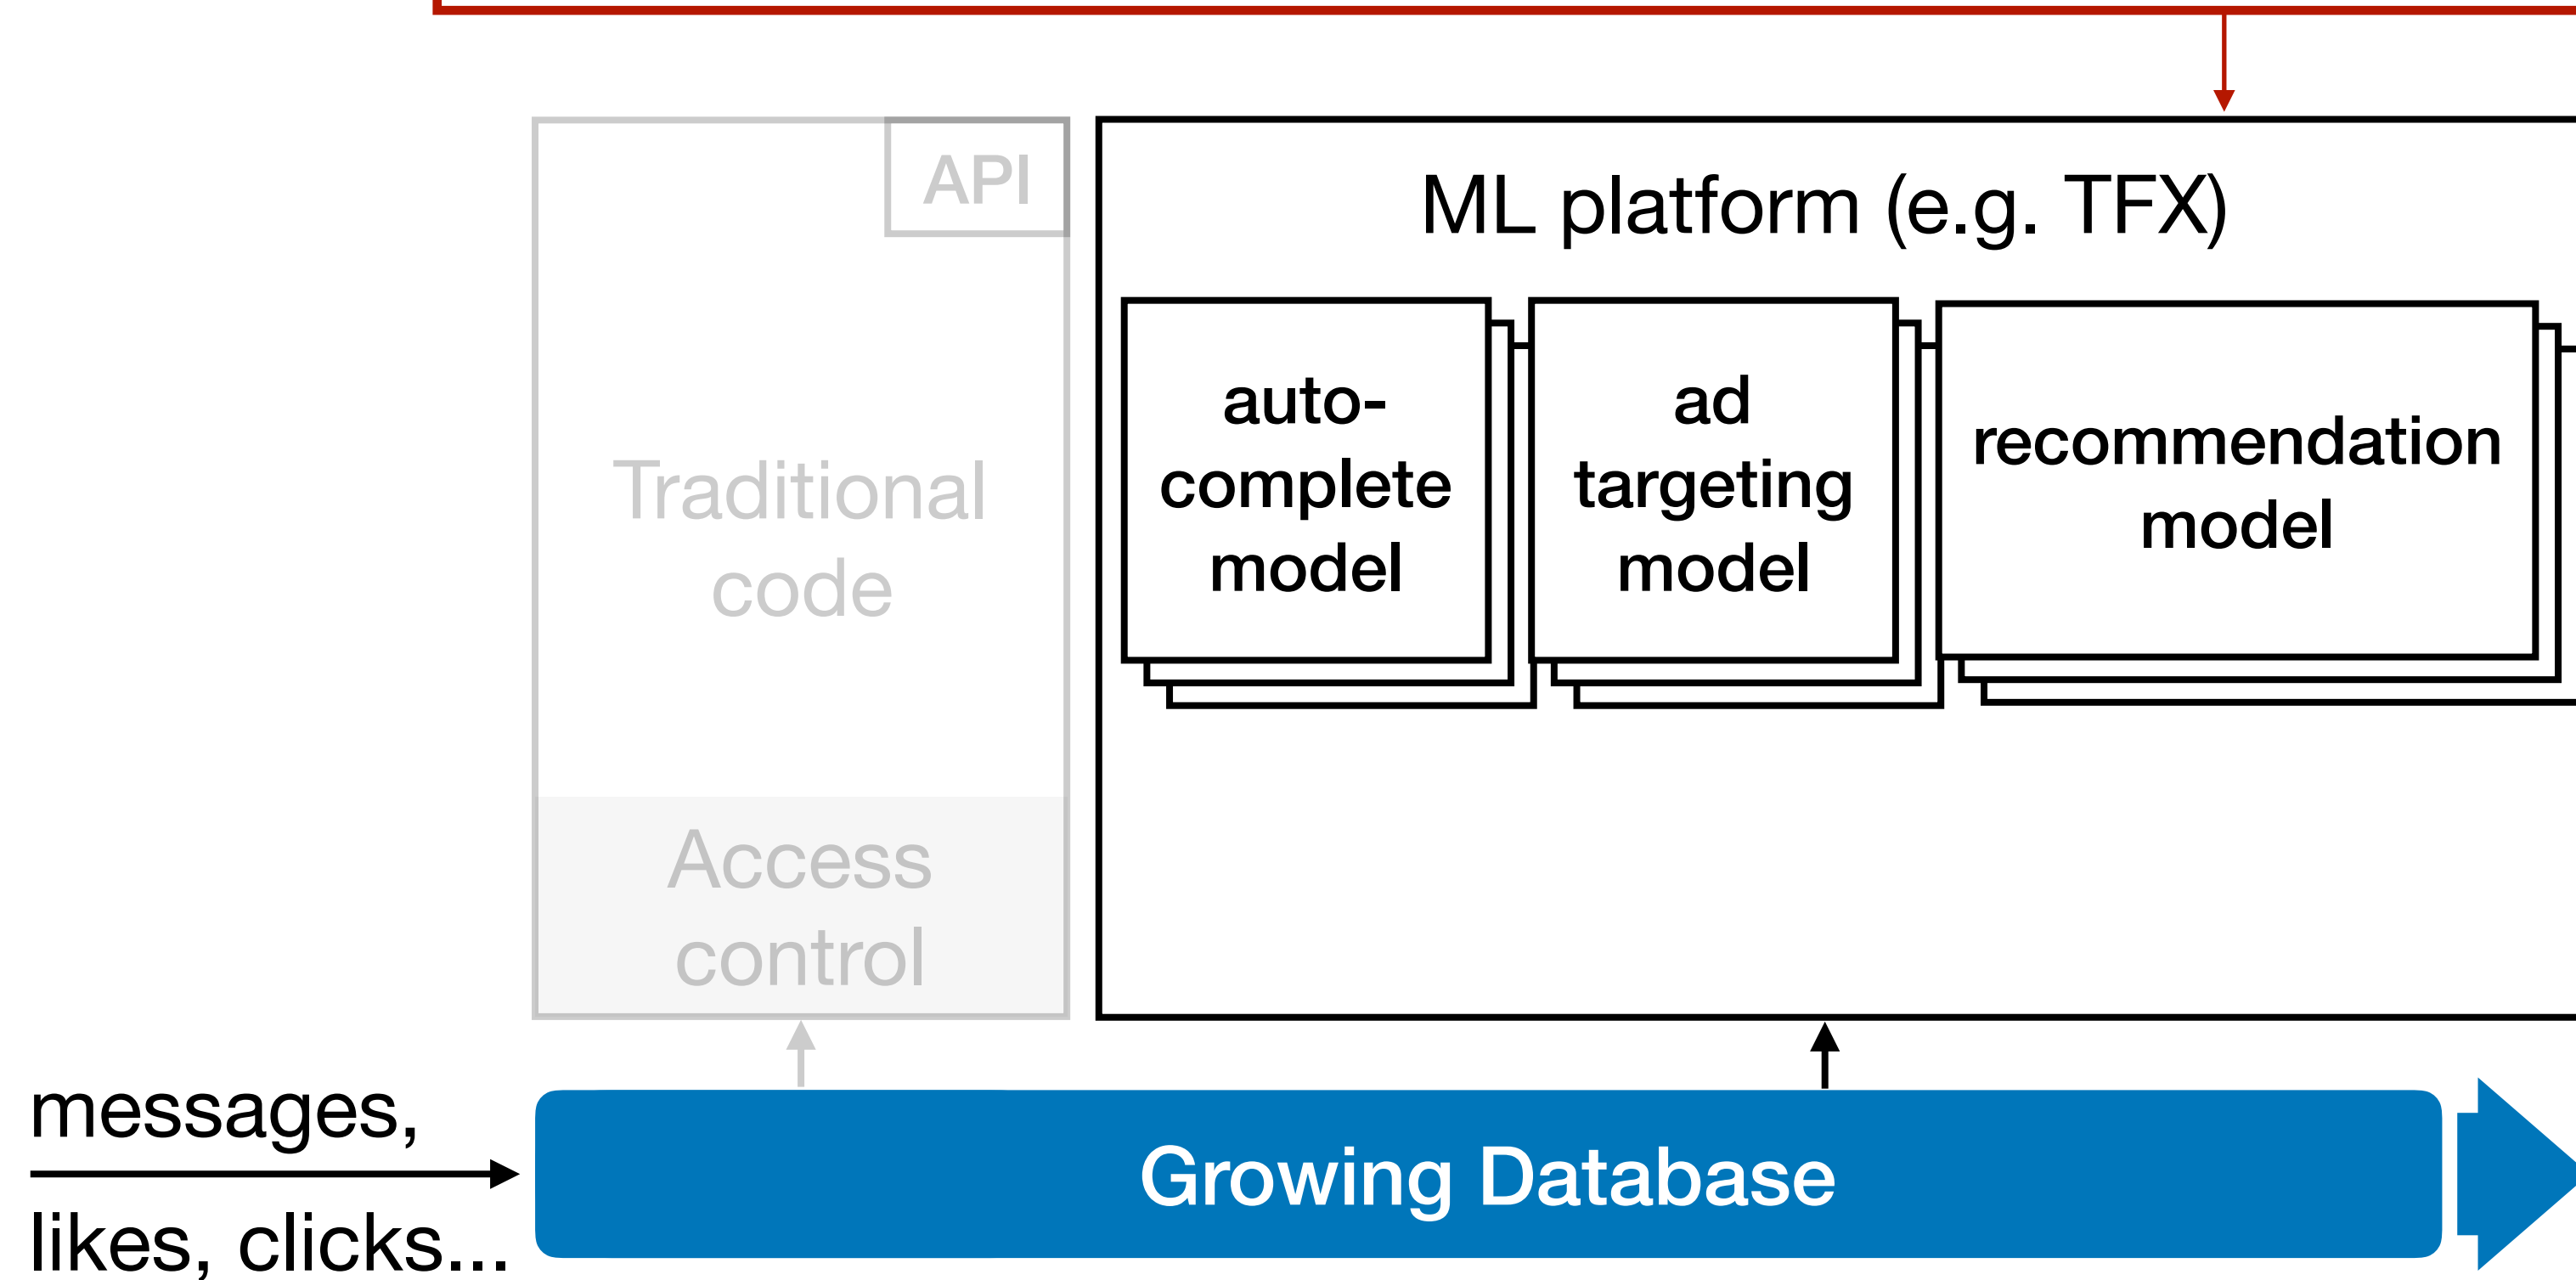 API
Traditional
code
Access
control
ML platform (e.g. TFX)
auto-
complete
model
ad
targeting
model
recommendation
model
messages,
likes, clicks...
Growing Database